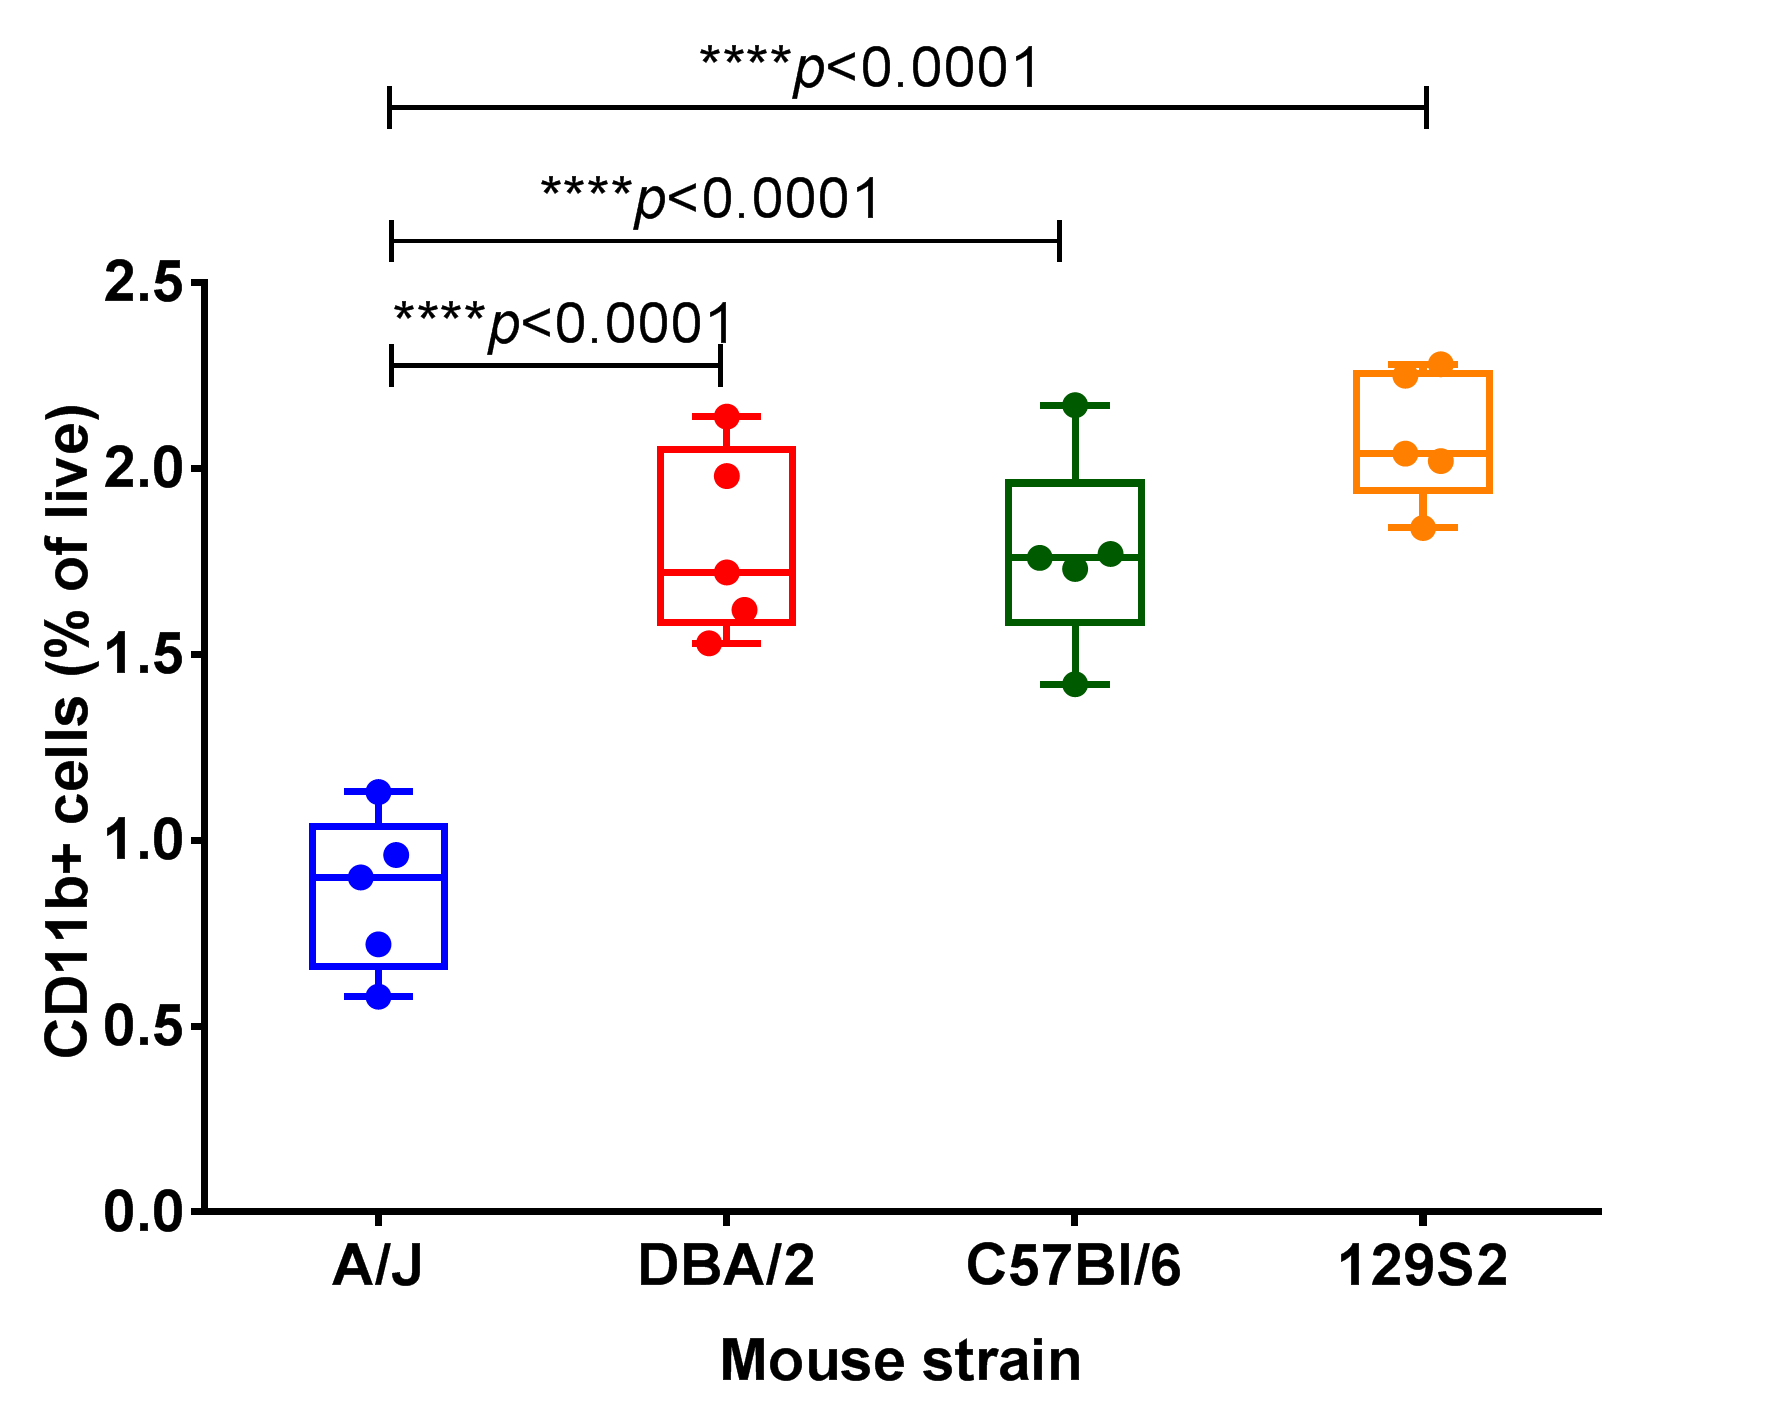 ****p<0.0001
****p<0.0001
****p<0.0001
CD11b+ cells (% of live)
2.5
2.0
1.5
1.0
0.5
0.0
A/J DBA/2 C57Bl/6 129S2
Mouse strain